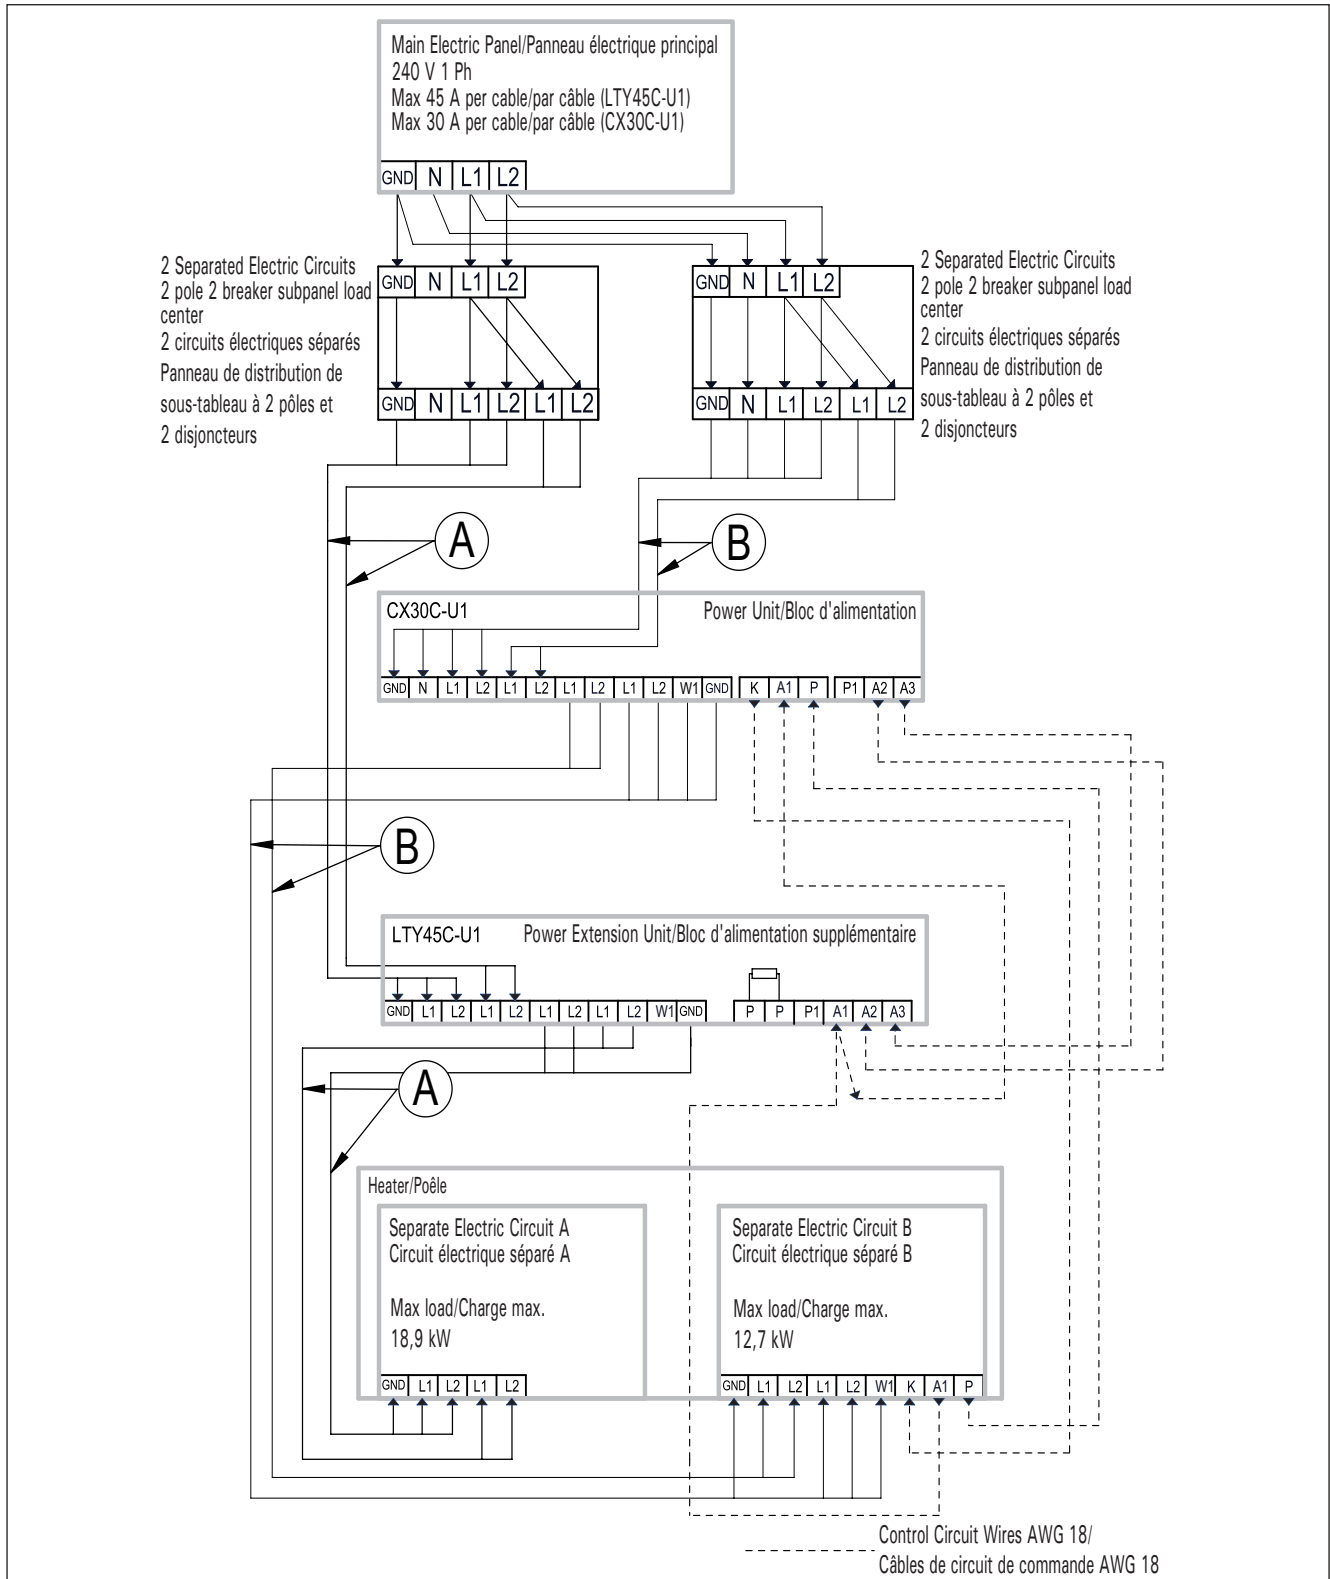 Main Electric Panel/Panneau électrique principal
240 V 1 Ph
Max 45 A per cable/par câble (LTY45C-U1)
Max 30 A per cable/par câble (CX30C-U1)
GND N L1 L2
2 Separated Electric Circuits
2 pole 2 breaker subpanel load
center
2 circuits électriques séparés
Panneau de distribution de
sous-tableau à 2 pôles et
2 disjoncteurs
GND N L1 L2
GND N L1 L2 L1 L2
GND N L1 L2
GND N L1 L2 L1 L2
2 Separated Electric Circuits
2 pole 2 breaker subpanel load
center
2 circuits électriques séparés
Panneau de distribution de
sous-tableau à 2 pôles et
2 disjoncteurs
A
B
CX30C-U1
Power Unit/Bloc d'alimentation
GND N L1 L2 L1 L2 L1 L2 L1 L2 W1 GND K A1 P P1 A2 A3
B
LTY45C-U1
Power Extension Unit/Bloc d'alimentation supplémentaire
GND L1 L2 L1 L2 L1 L2 L1 L2 W1 GND P P P1 A1 A2 A3
A
Heater/Poêle
Separate Electric Circuit A
Circuit électrique séparé A
Max load/Charge max.
18,9 kW
GND L1 L2 L1 L2
Separate Electric Circuit B
Circuit électrique séparé B
Max load/Charge max.
12,7 kW
GND L1 L2 L1 L2 W1 K A1 P
Control Circuit Wires AWG 18/
Câbles de circuit de commande AWG 18